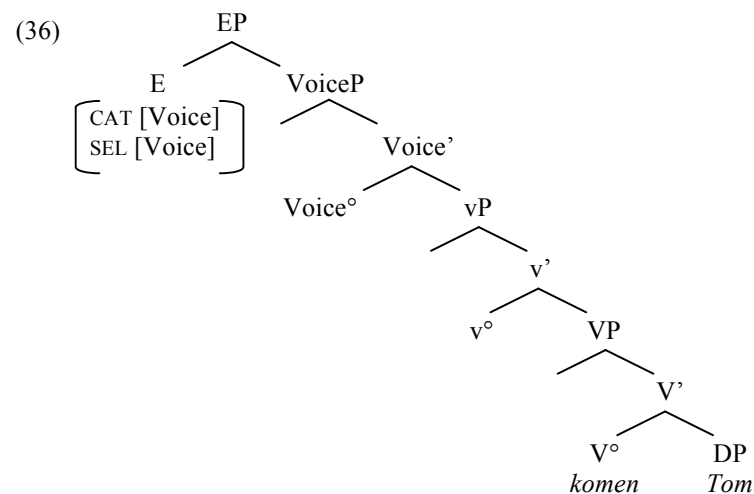 (36)
EP
E VoiceP
CAT [Voice]
SEL [Voice]
Voice’
Voice° vP
v’
v° VP
V’
V° DP
komen Tom